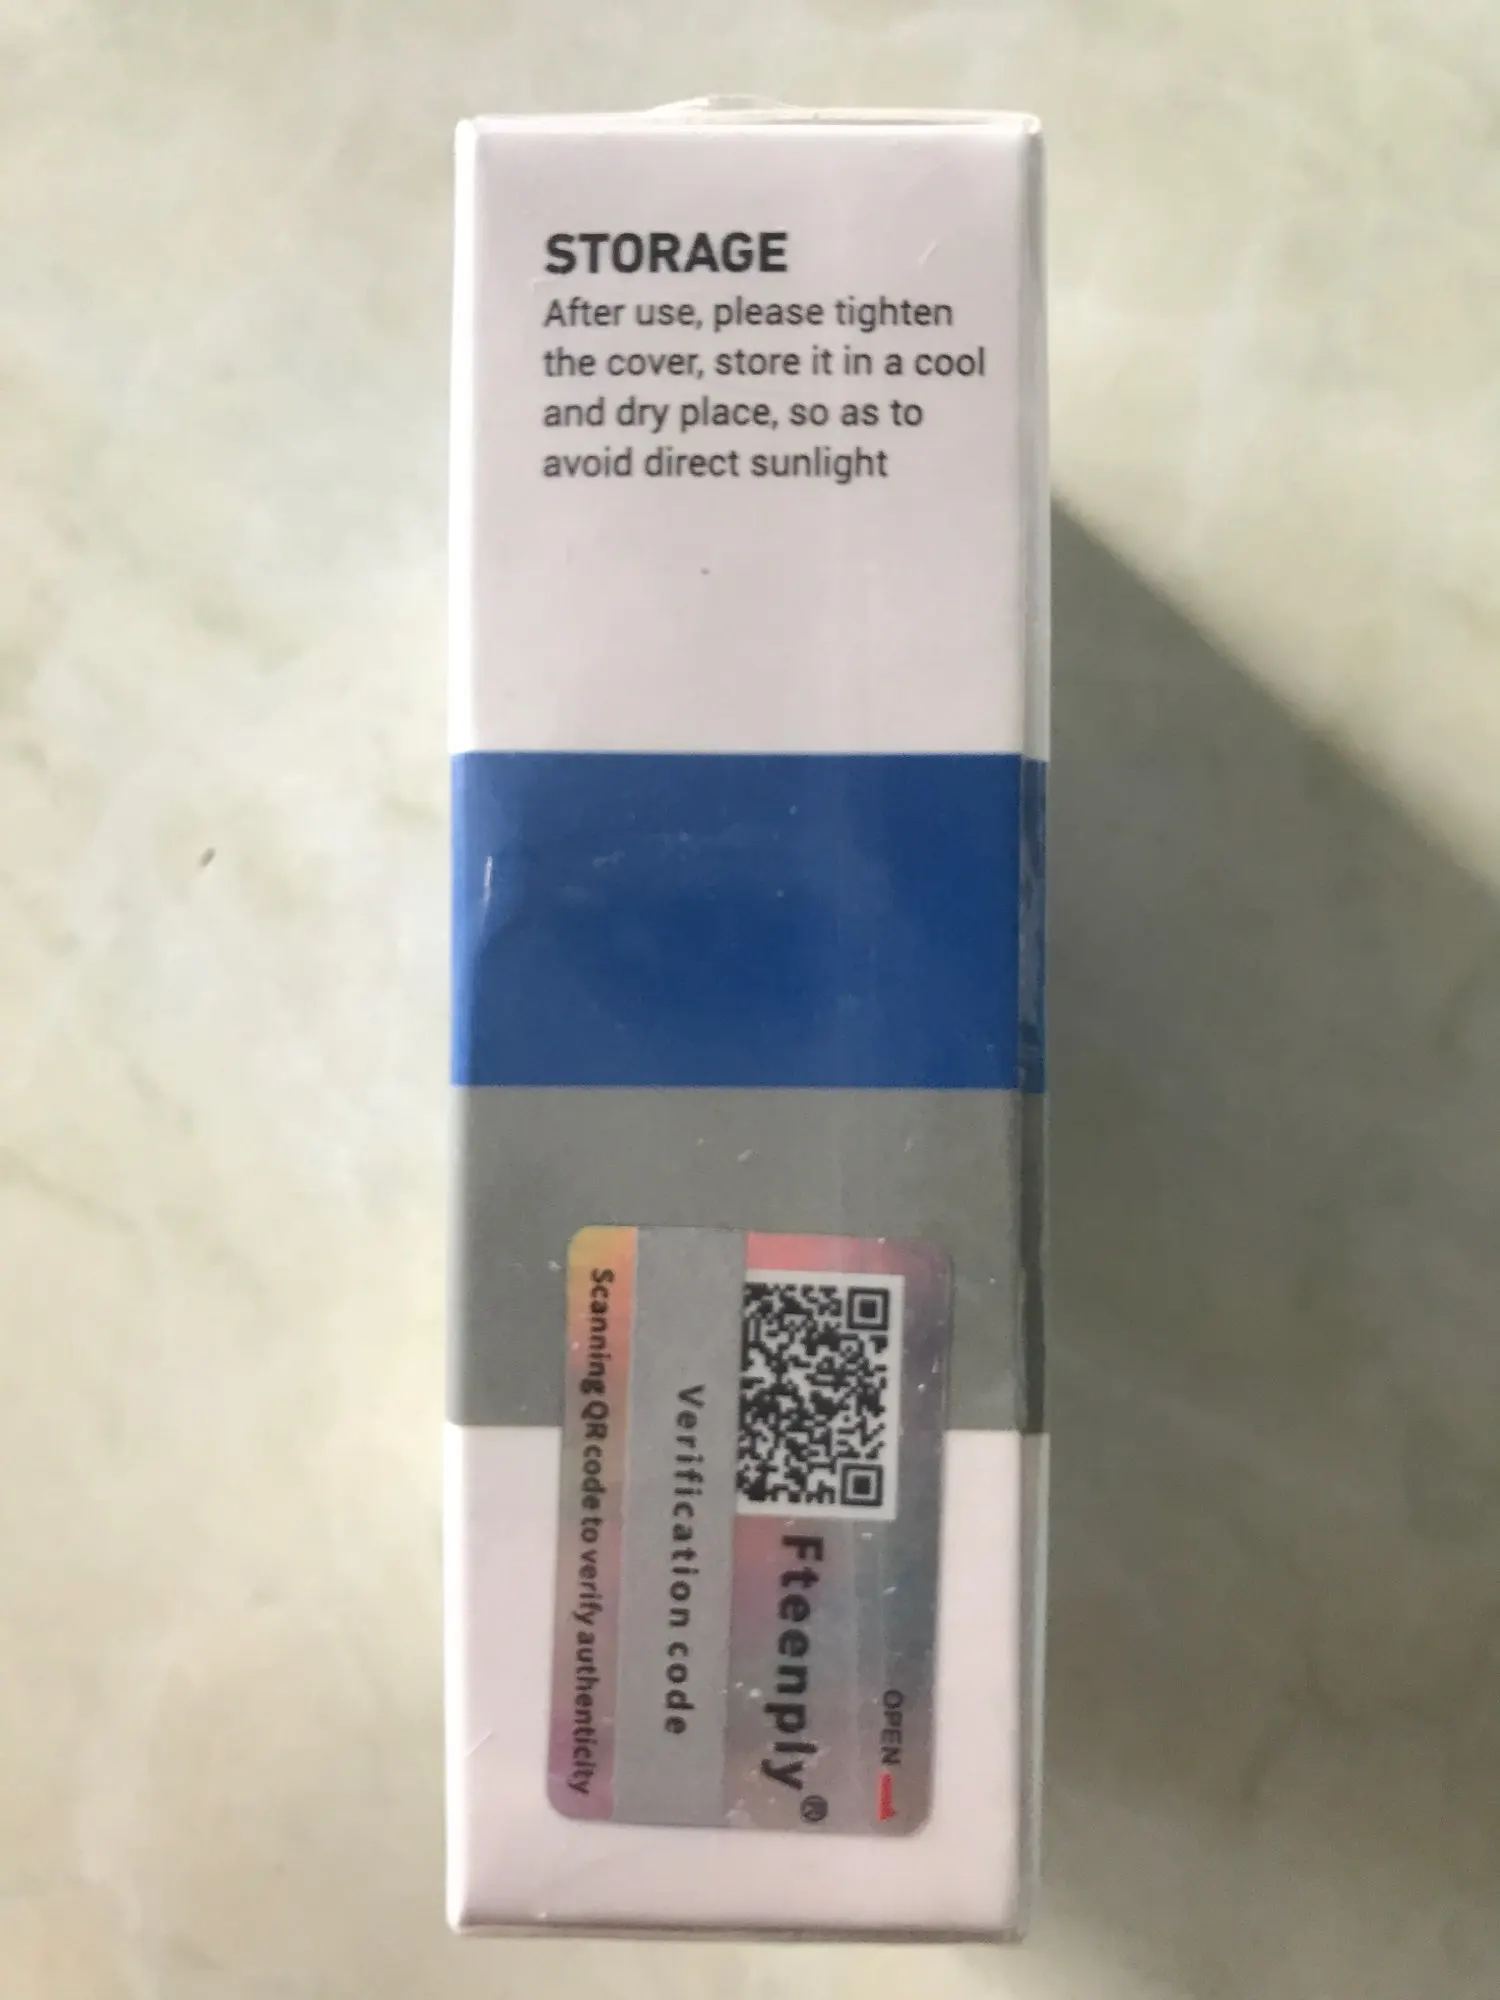 STORAGE
After use, please tighten
the cover, store it in a cool
and dry place, so as to
avoid direct sunlight
OPEN
Fteenply®
Verification code
Scanning QR code to verify authenticity